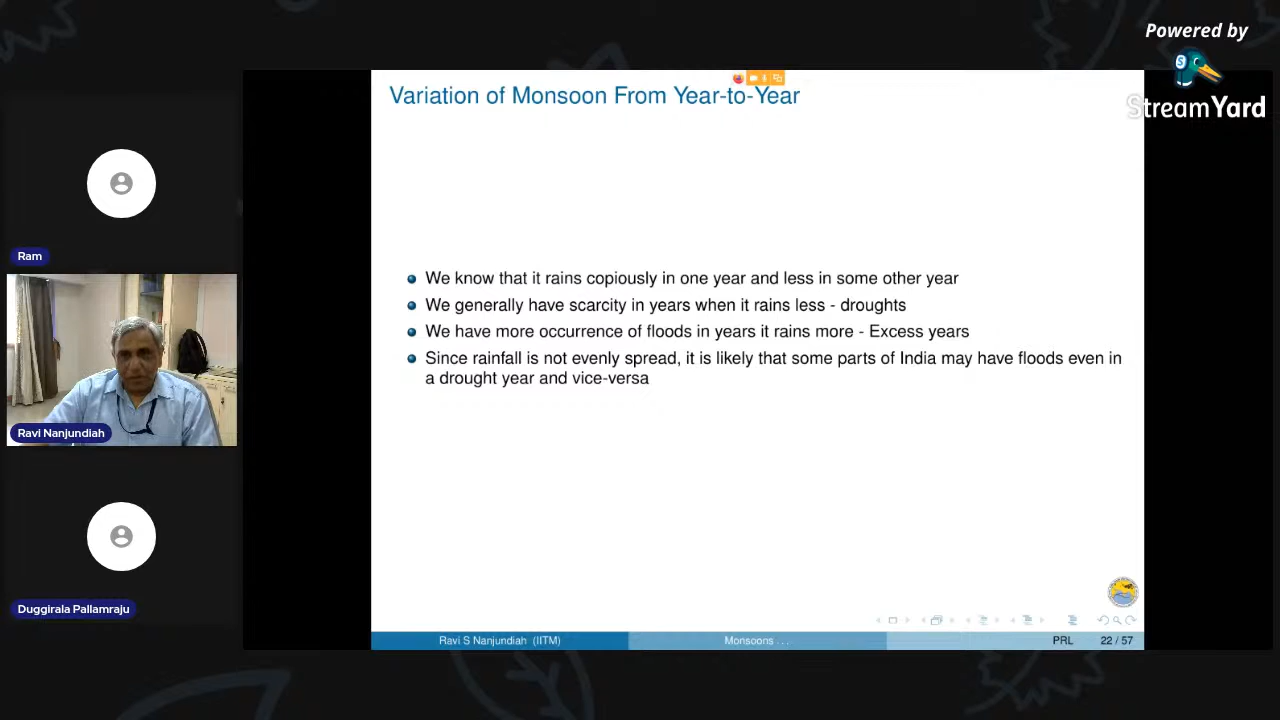 Powered by
StreamYard
Variation of Monsoon From Year-to-Year
We know that it rains copiously in one year and less in some other year
We generally have scarcity in years when it rains less - droughts
We have more occurrence of floods in years it rains more - Excess years
Since rainfall is not evenly spread, it is likely that some parts of India may have floods even in
a drought year and vice-versa
Ram
Ravi Nanjundiah
Duggirala Pallamraju
Ravi S Nanjundiah (IITM)
Monsoons ...
PRL
22 / 57